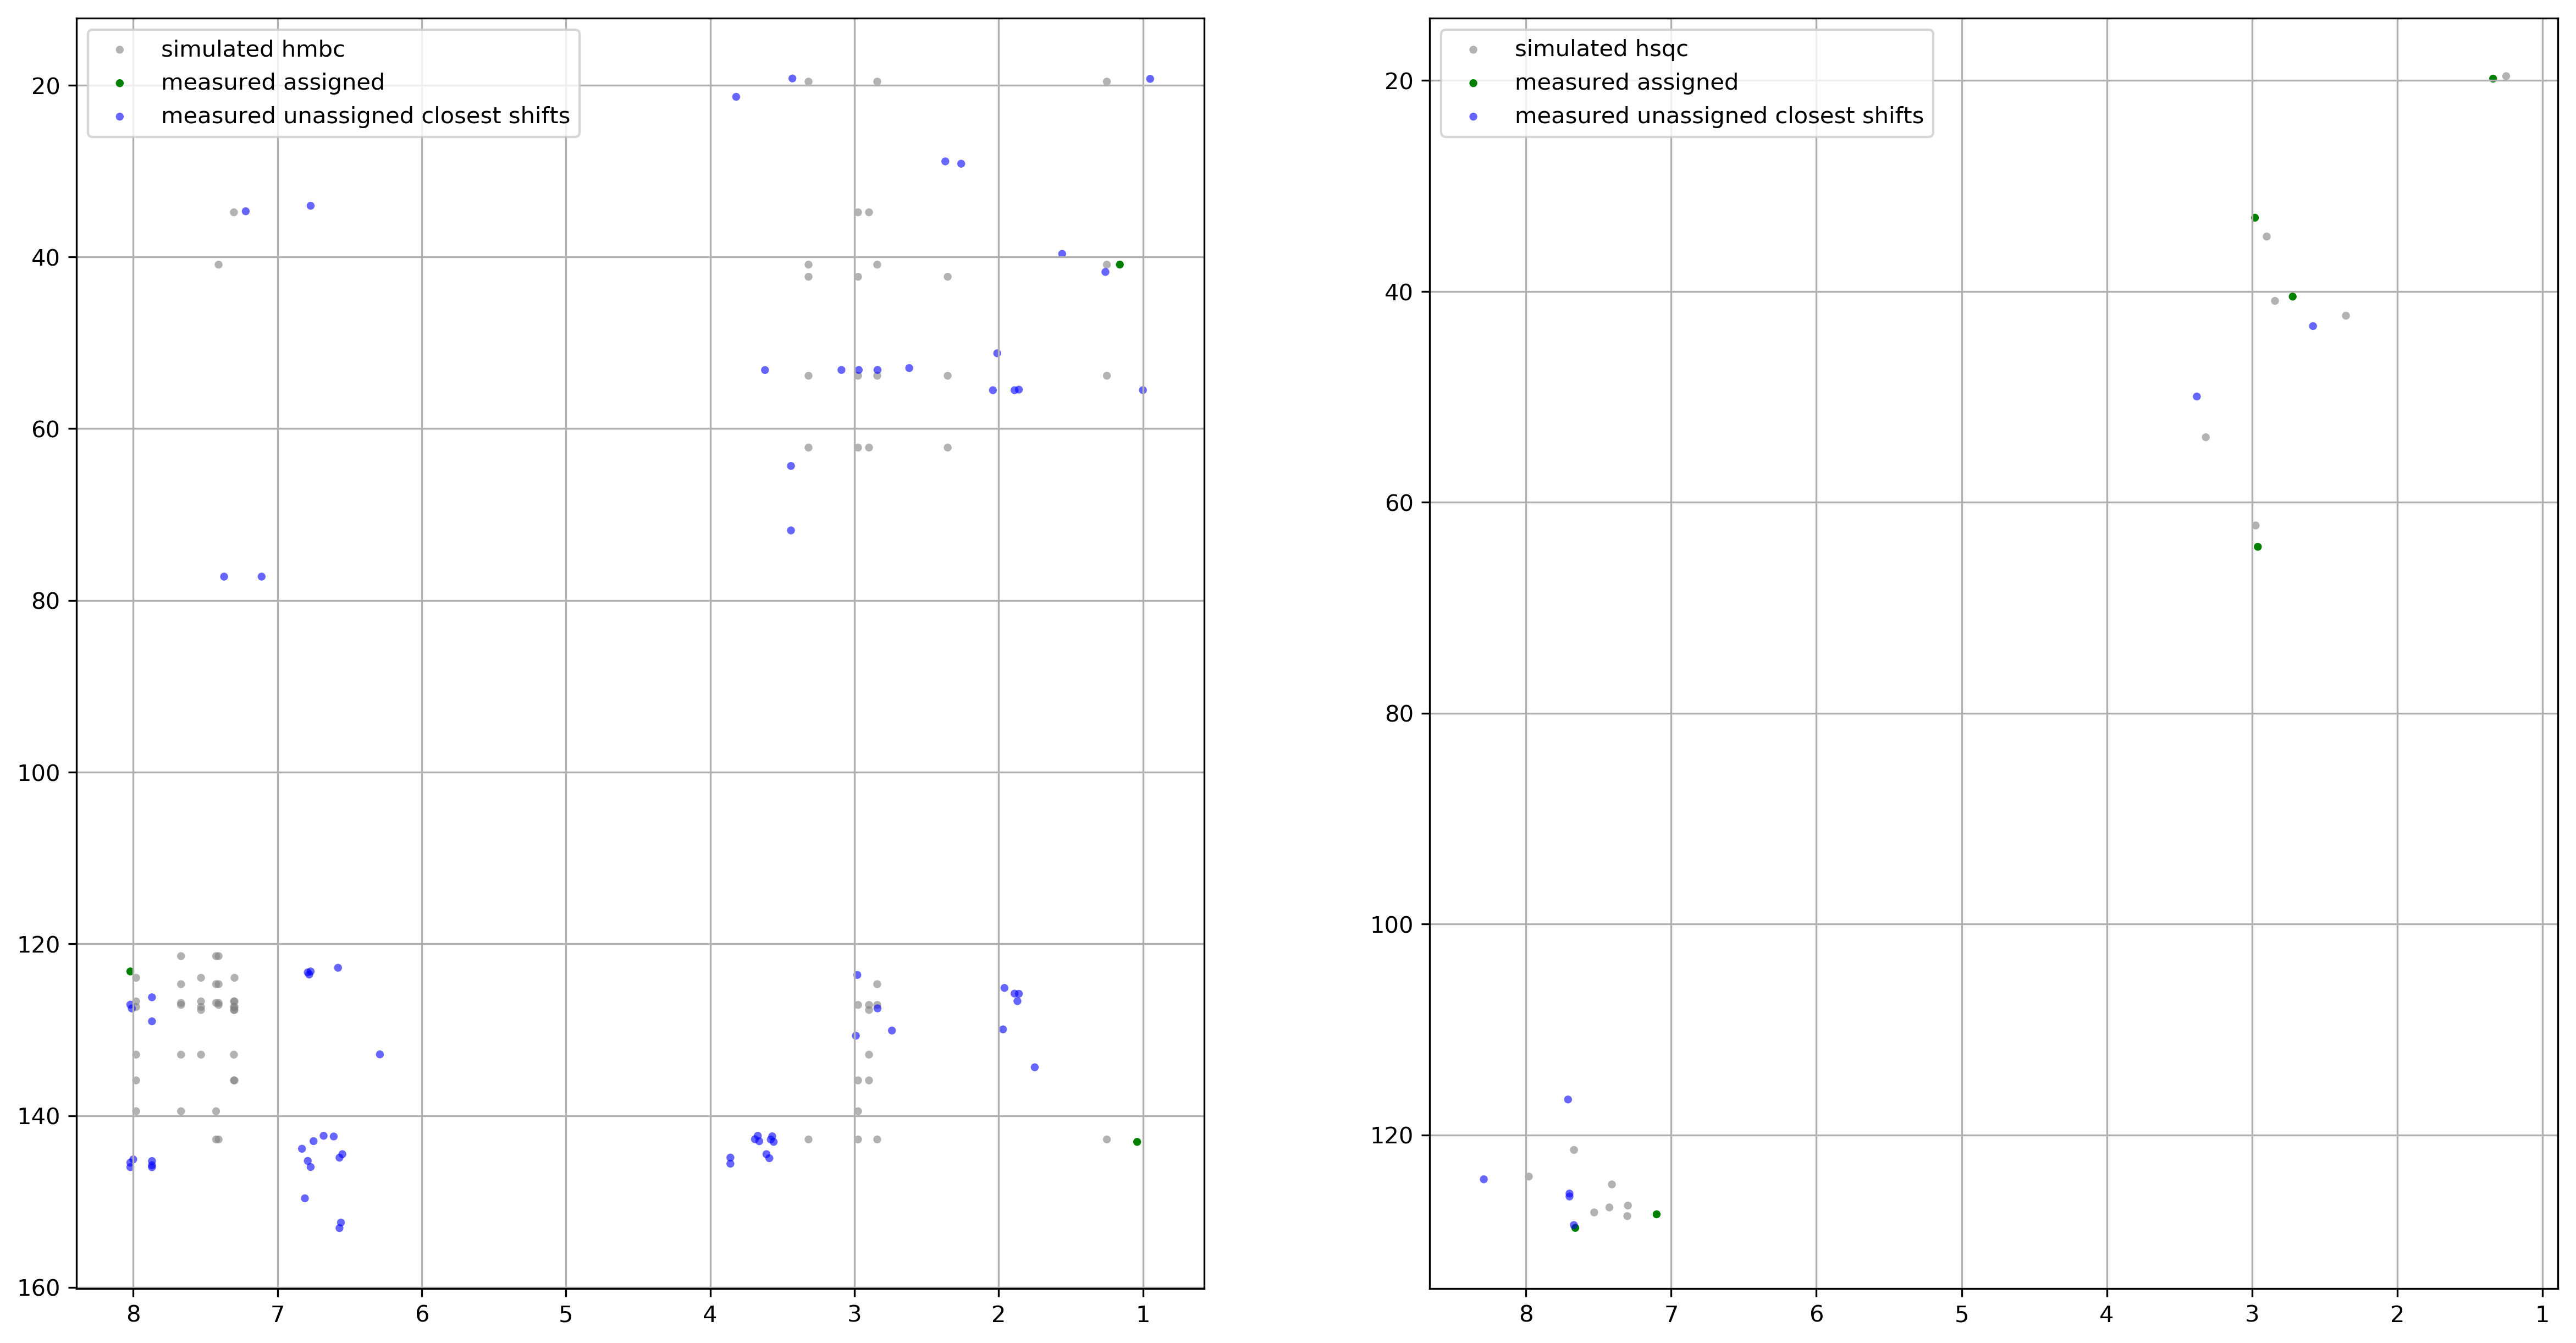 simulated hmbc
measured assigned
measured unassigned closest shifts
20
40
60
80
100
120
140
160
8 7 6 5 4 3 2 1
simulated hsqc
measured assigned
measured unassigned closest shifts
20
40
60
80
100
120
8 7 6 5 4 3 2 1